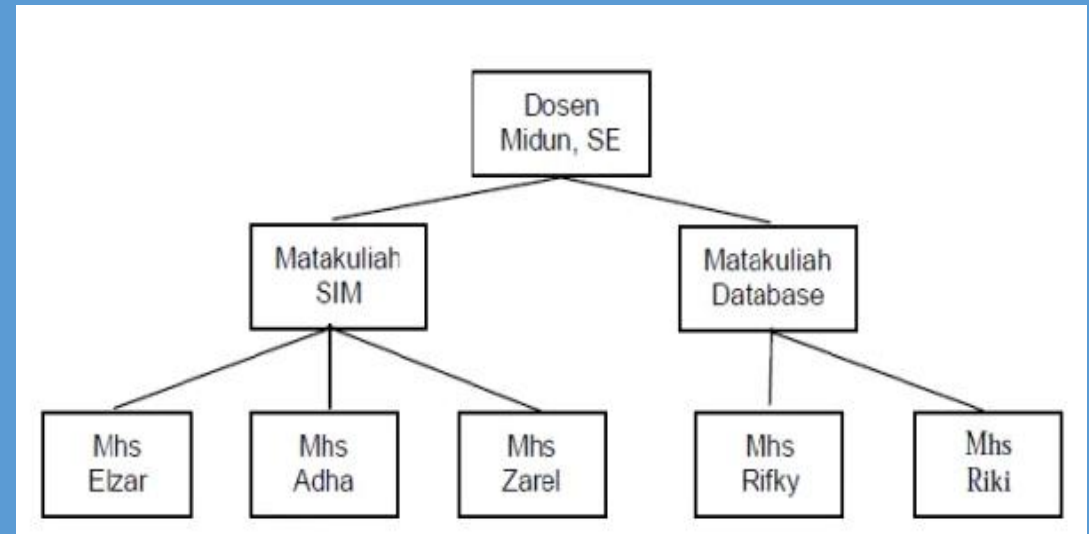 Dosen
Midun, SE
Matakuliah
SIM
Matakuliah
Database
Mhs
Elzar
Mhs
Adha
Mhs
Zarel
Mhs
Rifky
Mhs
Riki